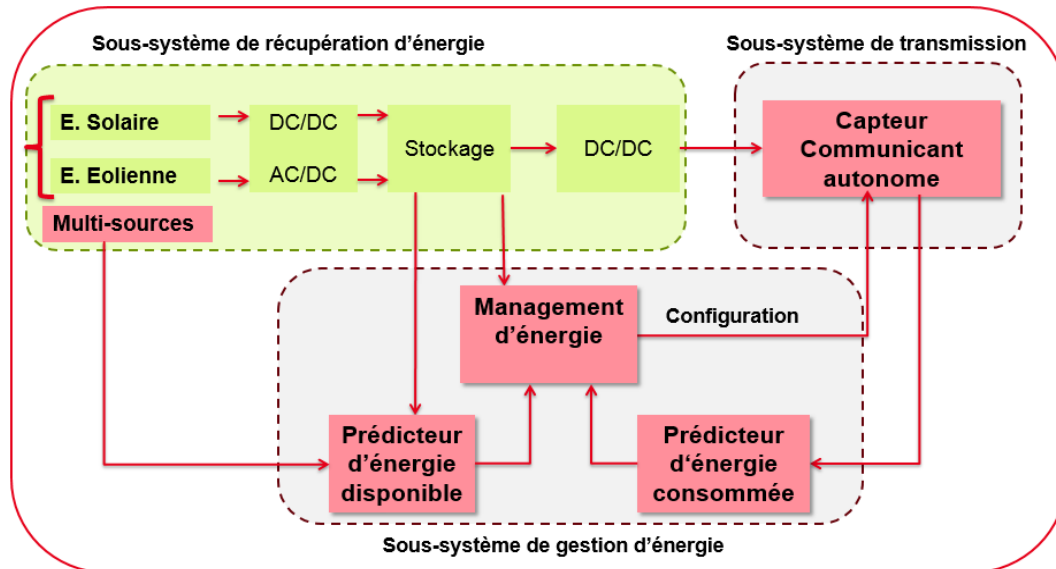 Sous-système de récupération d’énergie
Sous-système de transmission
E. Solaire
DC/DC
E. Eolienne
AC/DC
Stockage
DC/DC
Multi-sources
Capteur
Communicant
autonome
Management
d’énergie
Configuration
Prédicteur
d’énergie
disponible
Prédicteur
d‘énergie
consommée
Sous-système de gestion d’énergie